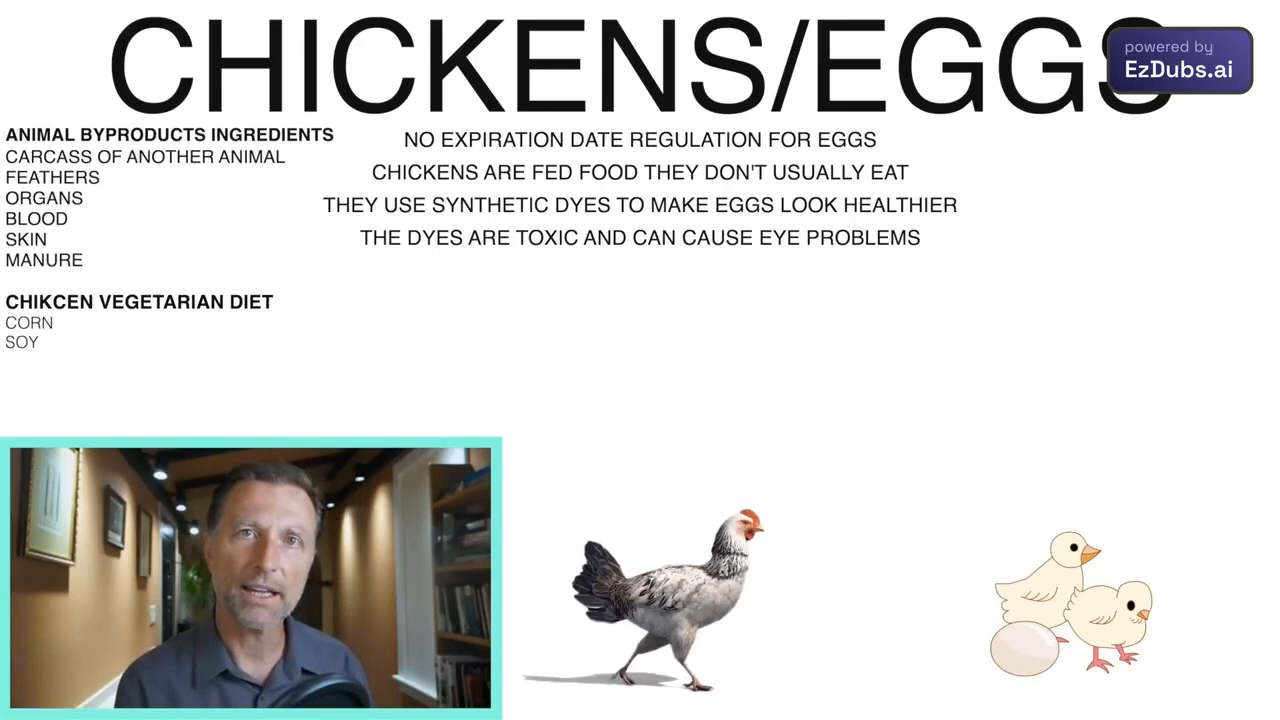 CHICKENS/EGGS
powered by
EzDubs.ai
ANIMAL BYPRODUCTS INGREDIENTS
CARCASS OF ANOTHER ANIMAL
FEATHERS
ORGANS
BLOOD
SKIN
MANURE
CHIKCEN VEGETARIAN DIET
CORN
SOY
NO EXPIRATION DATE REGULATION FOR EGGS
CHICKENS ARE FED FOOD THEY DON'T USUALLY EAT
THEY USE SYNTHETIC DYES TO MAKE EGGS LOOK HEALTHIER
THE DYES ARE TOXIC AND CAN CAUSE EYE PROBLEMS